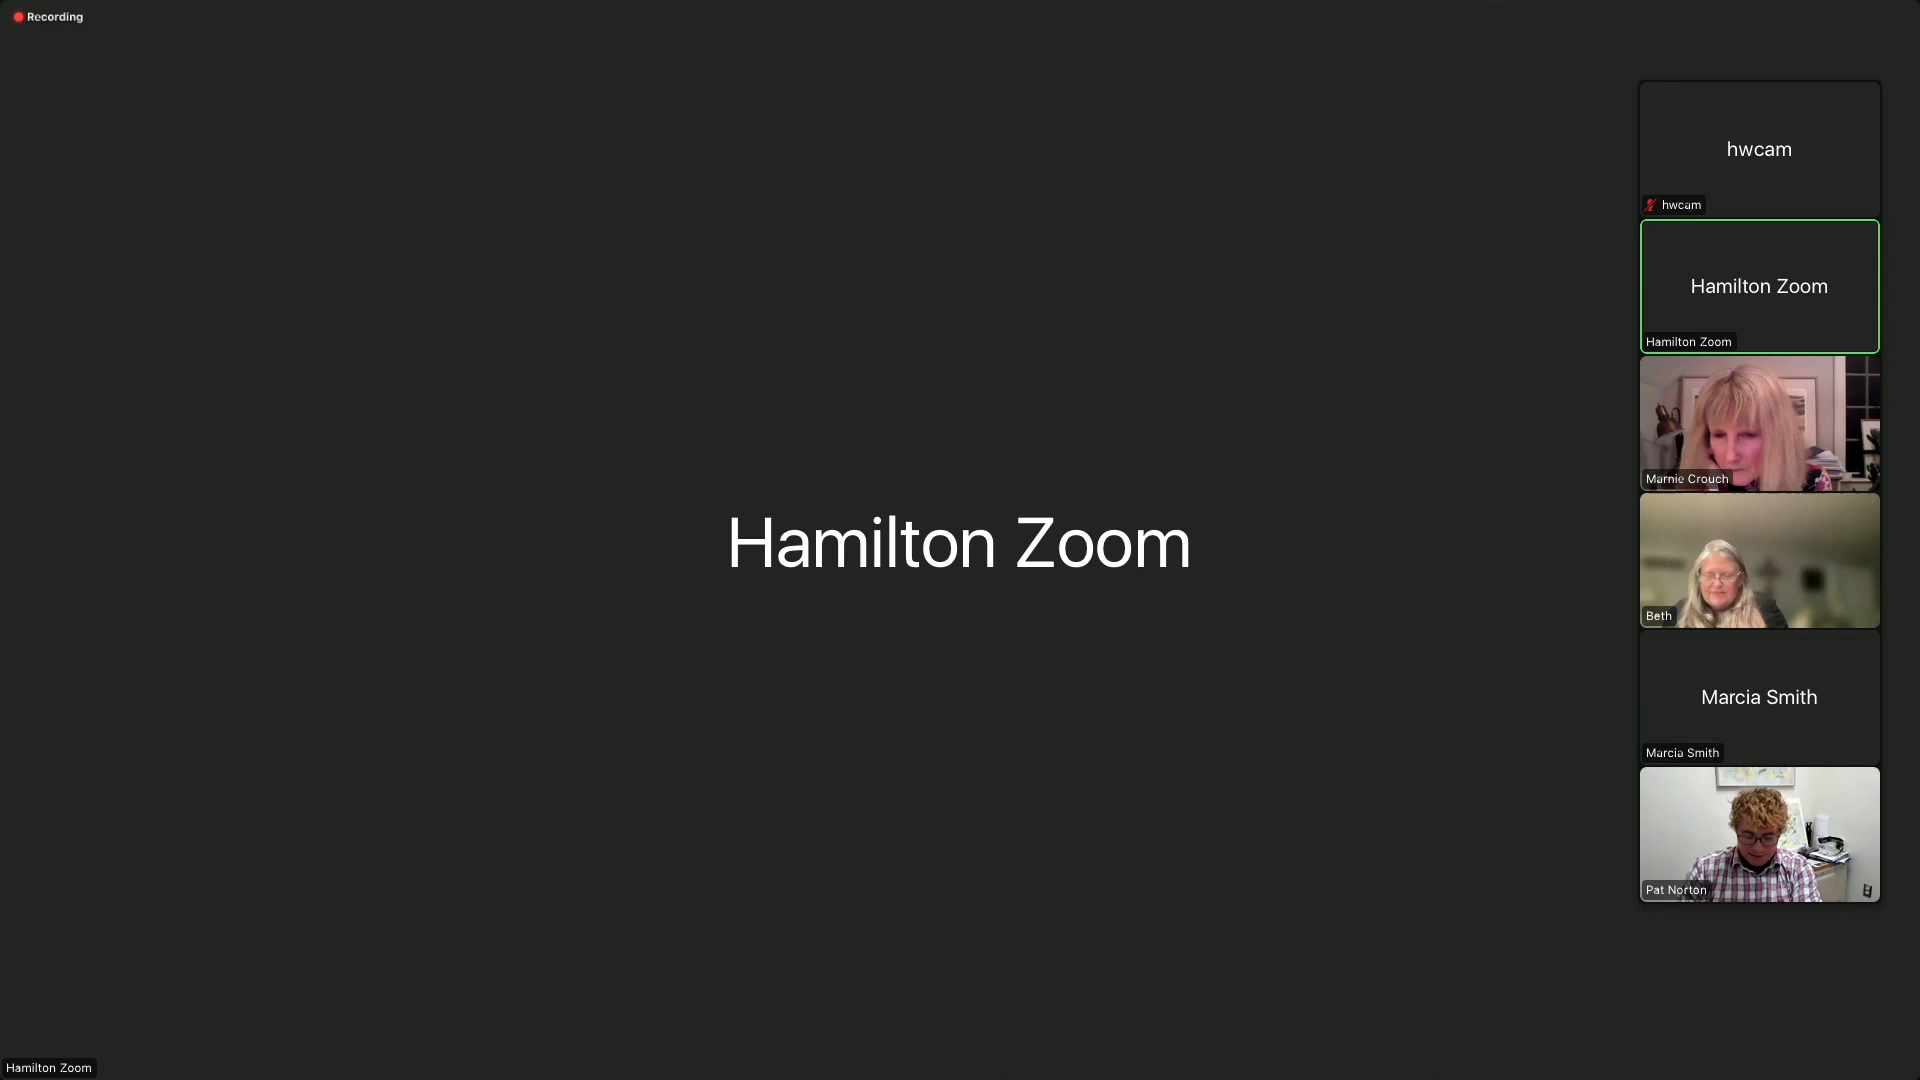 Recording
hwcam
hwcam
Hamilton Zoom
Hamilton Zoom
Marnie Crouch
Beth
Marcia Smith
Marcia Smith
Pat Norton
Hamilton Zoom
Hamilton Zoom